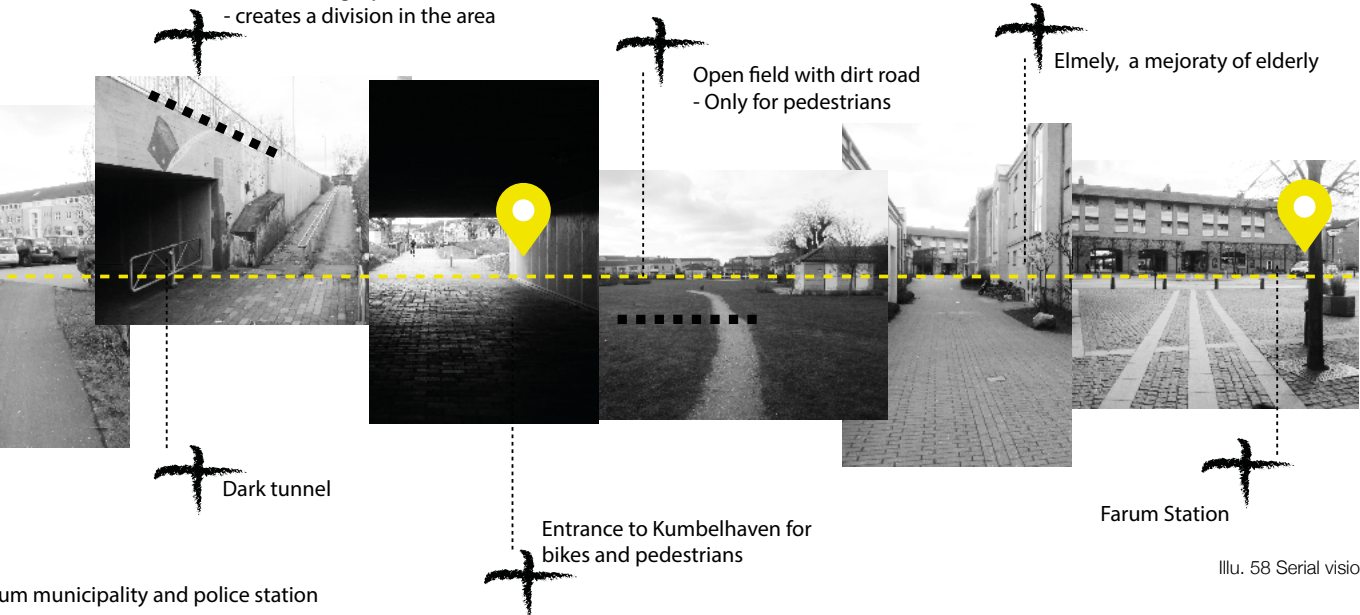 - creates a division in the area
Open field with dirt road
- Only for pedestrians
Elmely, a mejoraty of elderly
Dark tunnel
Entrance to Kumbelhaven for
bikes and pedestrians
Farum Station
Illu. 58 Serial visio
um municipality and police station